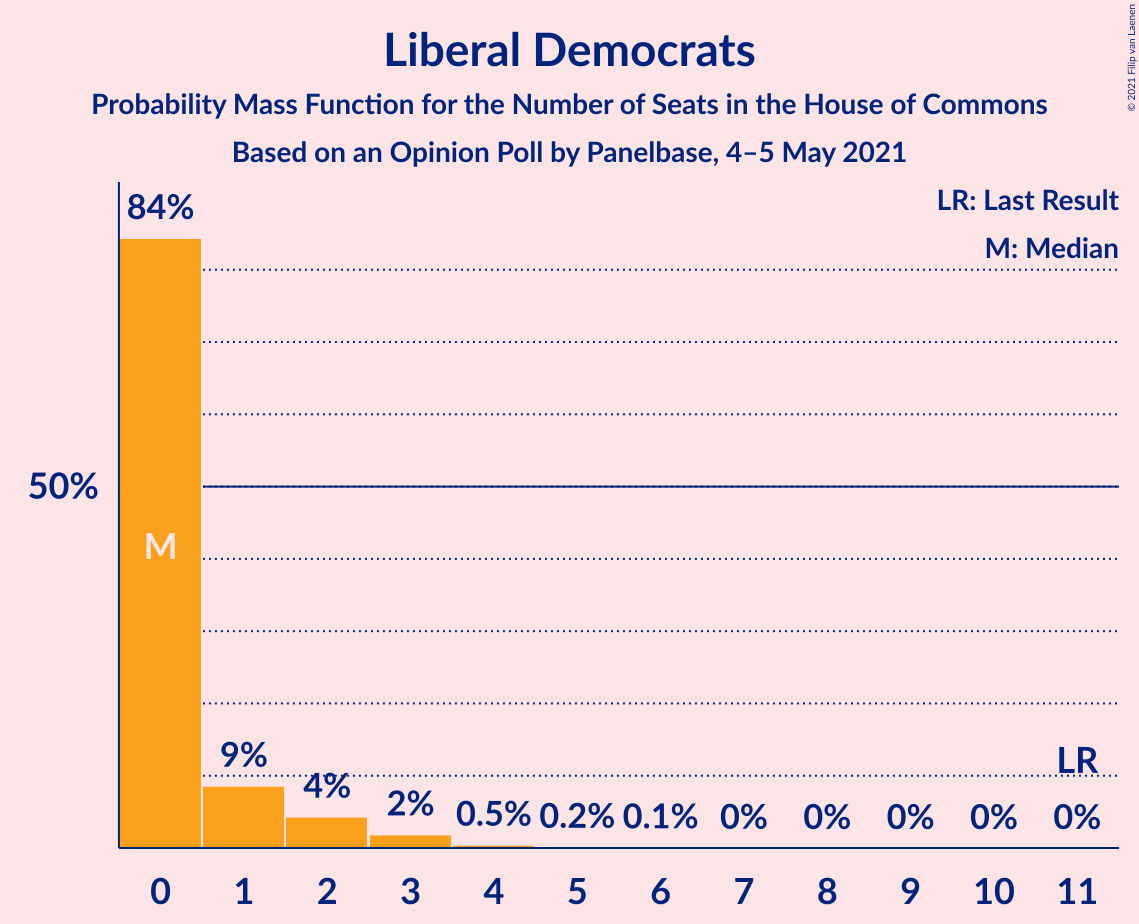 Liberal Democrats
Probability Mass Function for the Number of Seats in the House of Commons
Based on an Opinion Poll by Panelbase, 4–5 May 2021
© 2021 Filip van Laenen
LR: Last Result
M: Median
84%
50%
M
9%
4%
2%
0.5%
0.2%
0.1%
0%
0%
0%
0%
LR
0%
0 1 2 3 4 5 6 7 8 9 10 11